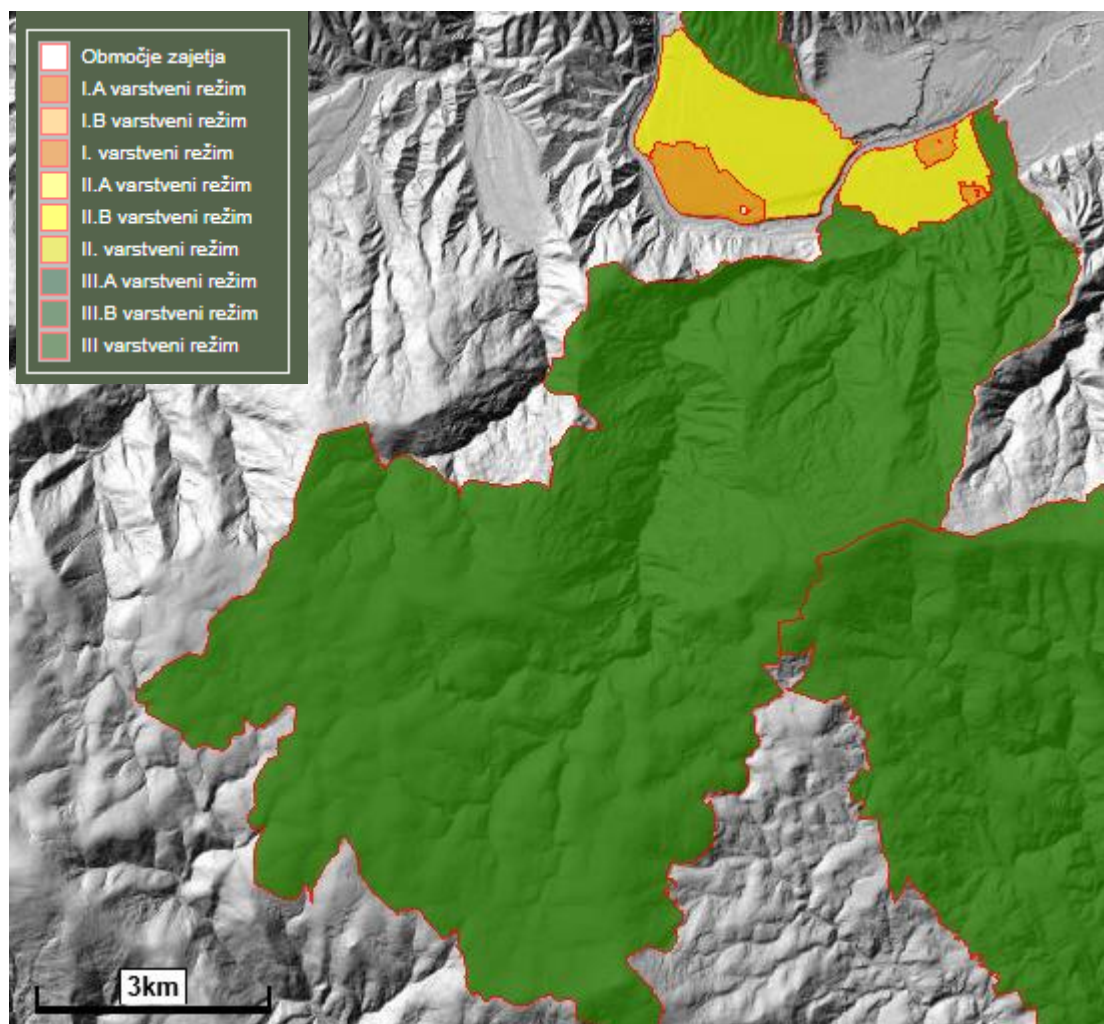 Območje zajetja
I.A varstveni režim
I.B varstveni režim
I. varstveni režim
II.A varstveni režim
II.B varstveni režim
II. varstveni režim
III.A varstveni režim
III.B varstveni režim
III varstveni režim
3km